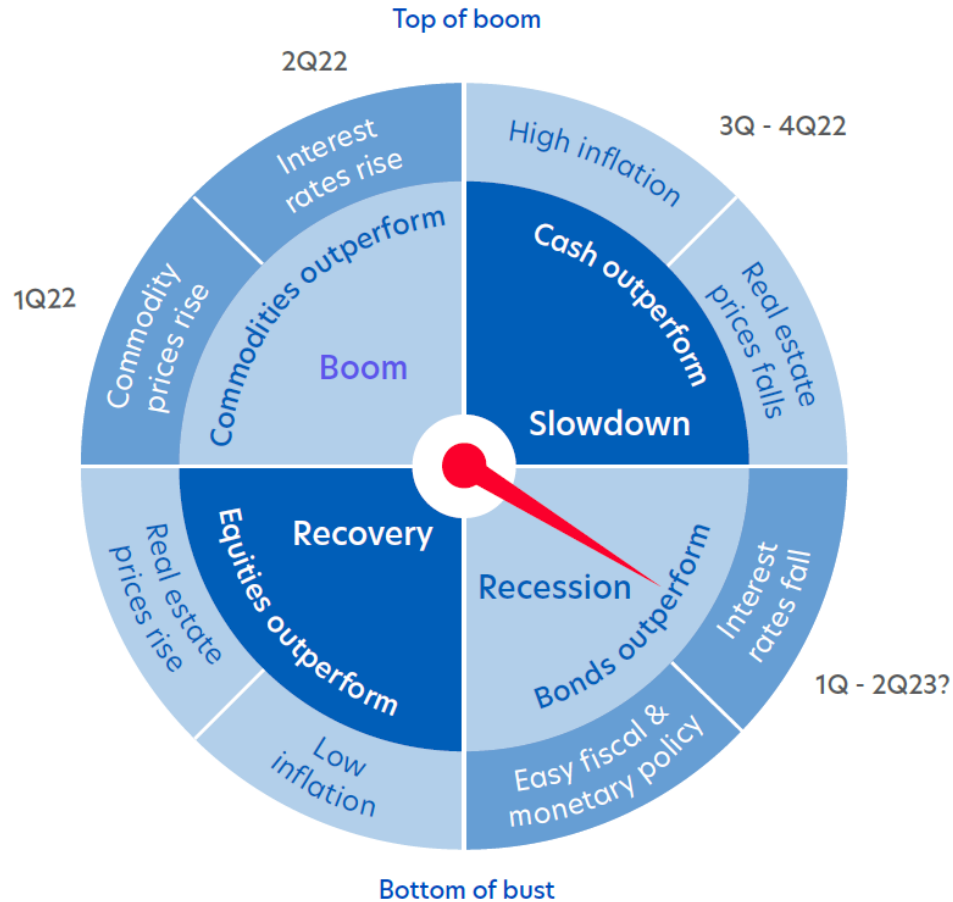 Top of boom
2Q22
3Q - 4Q22
Interest
rates rise
High inflation
Commodities outperform
Cash outperform
1Q22
Commodity
prices rise
Real estate
prices falls
Boom
Slowdown
Recovery
Recession
Equities outperform
Bonds outperform
Real estate
prices rise
Interest
rates fall
1Q - 2Q23?
Low
inflation
Easy fiscal &
monetary policy
Bottom of bust